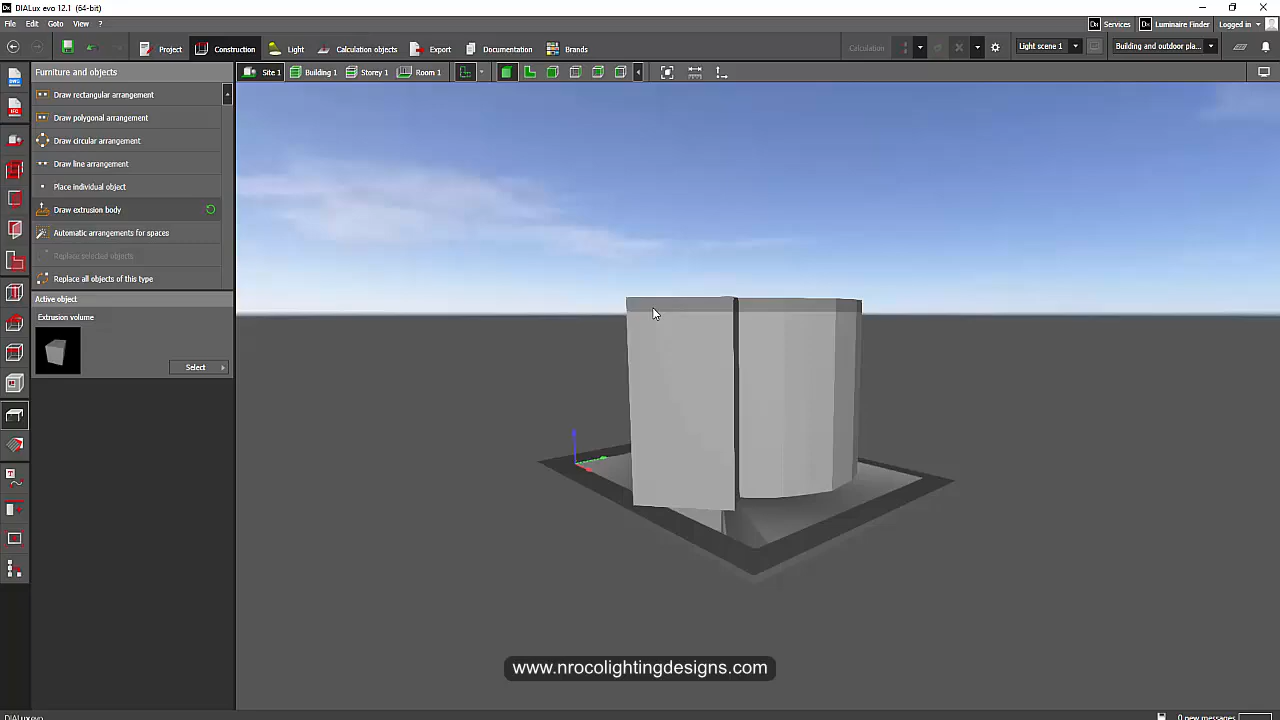 DIALux evo 12.1 (64-bit)
File Edit Goto View ?
Services
Luminaire Finder
Logged in
Project
Construction
Light
Calculation objects
Export
Documentation
Brands
Calculation
Light scene 1
Building and outdoor pla...
Furniture and objects
Site 1
Building 1
Storey 1
Room 1
Draw rectangular arrangement
Draw polygonal arrangement
Draw circular arrangement
Draw line arrangement
Place individual object
Draw extrusion body
Automatic arrangements for spaces
Replace selected objects
Replace all objects of this type
Active object
Extrusion volume
Select
www.nrocolightingdesigns.com
DIALux evo
0 new messages